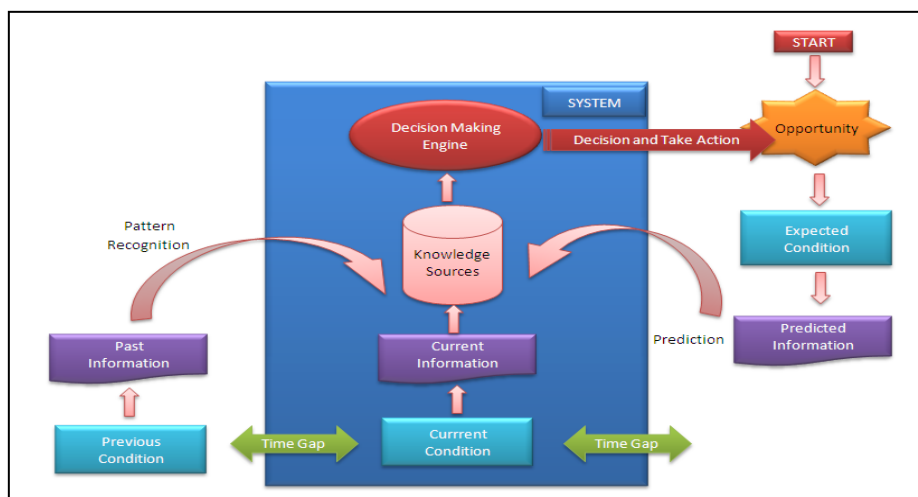 START
SYSTEM
Decision Making
Engine
Decision and Take Action
Opportunity
Pattern
Recognition
Knowledge
Sources
Expected
Condition
Past
Information
Current
Information
Prediction
Predicted
Information
Previous
Condition
Time Gap
Currrent
Condition
Time Gap